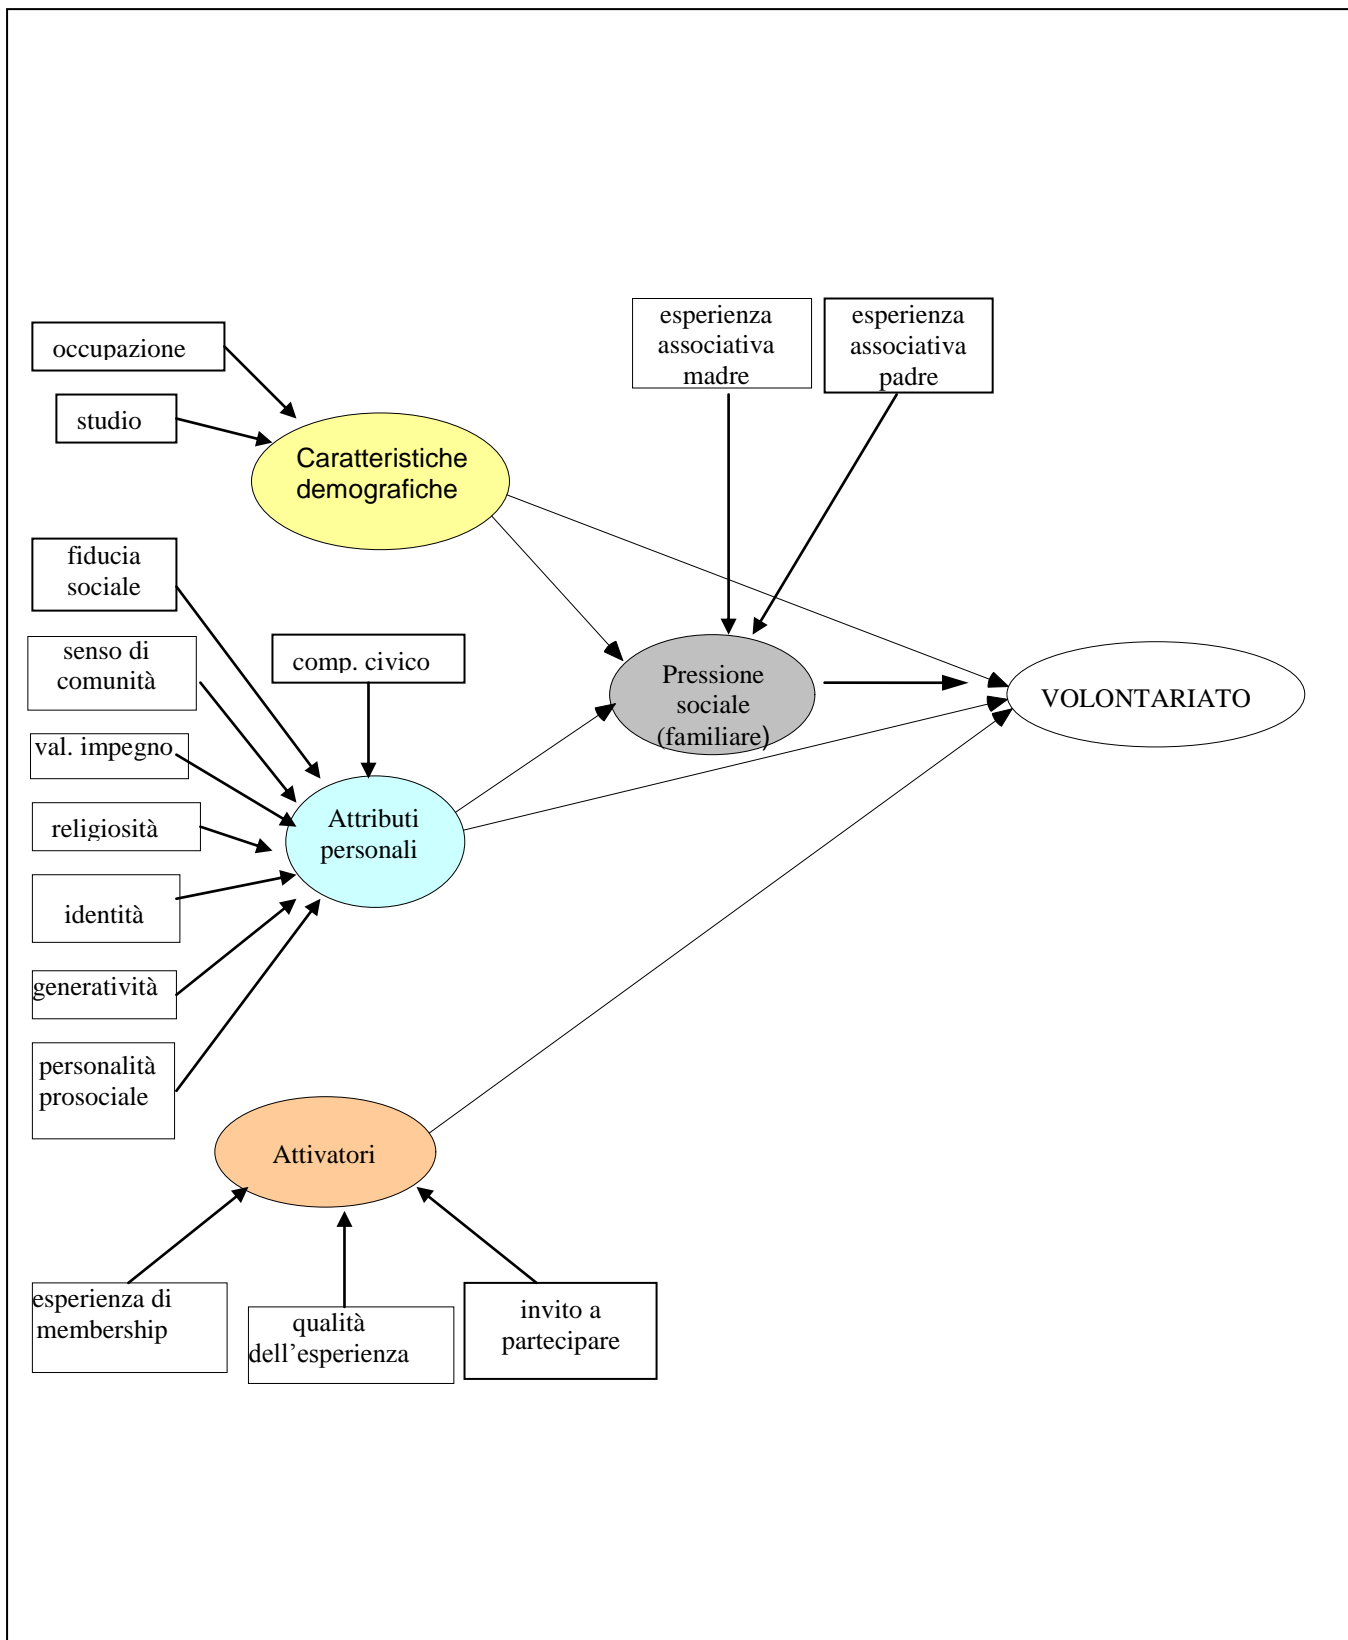 esperienza
associativa
madre
esperienza
associativa
padre
occupazione
studio
Caratteristiche
demografiche
fiducia
sociale
senso di
comunità
comp. civico
val. impegno
religiosità
identità
generatività
personalità
prosociale
Attributi
personali
Pressione
sociale
(familiare)
VOLONTARIATO
Attivatori
esperienza di
membership
qualità
dell’esperienza
invito a
partecipare